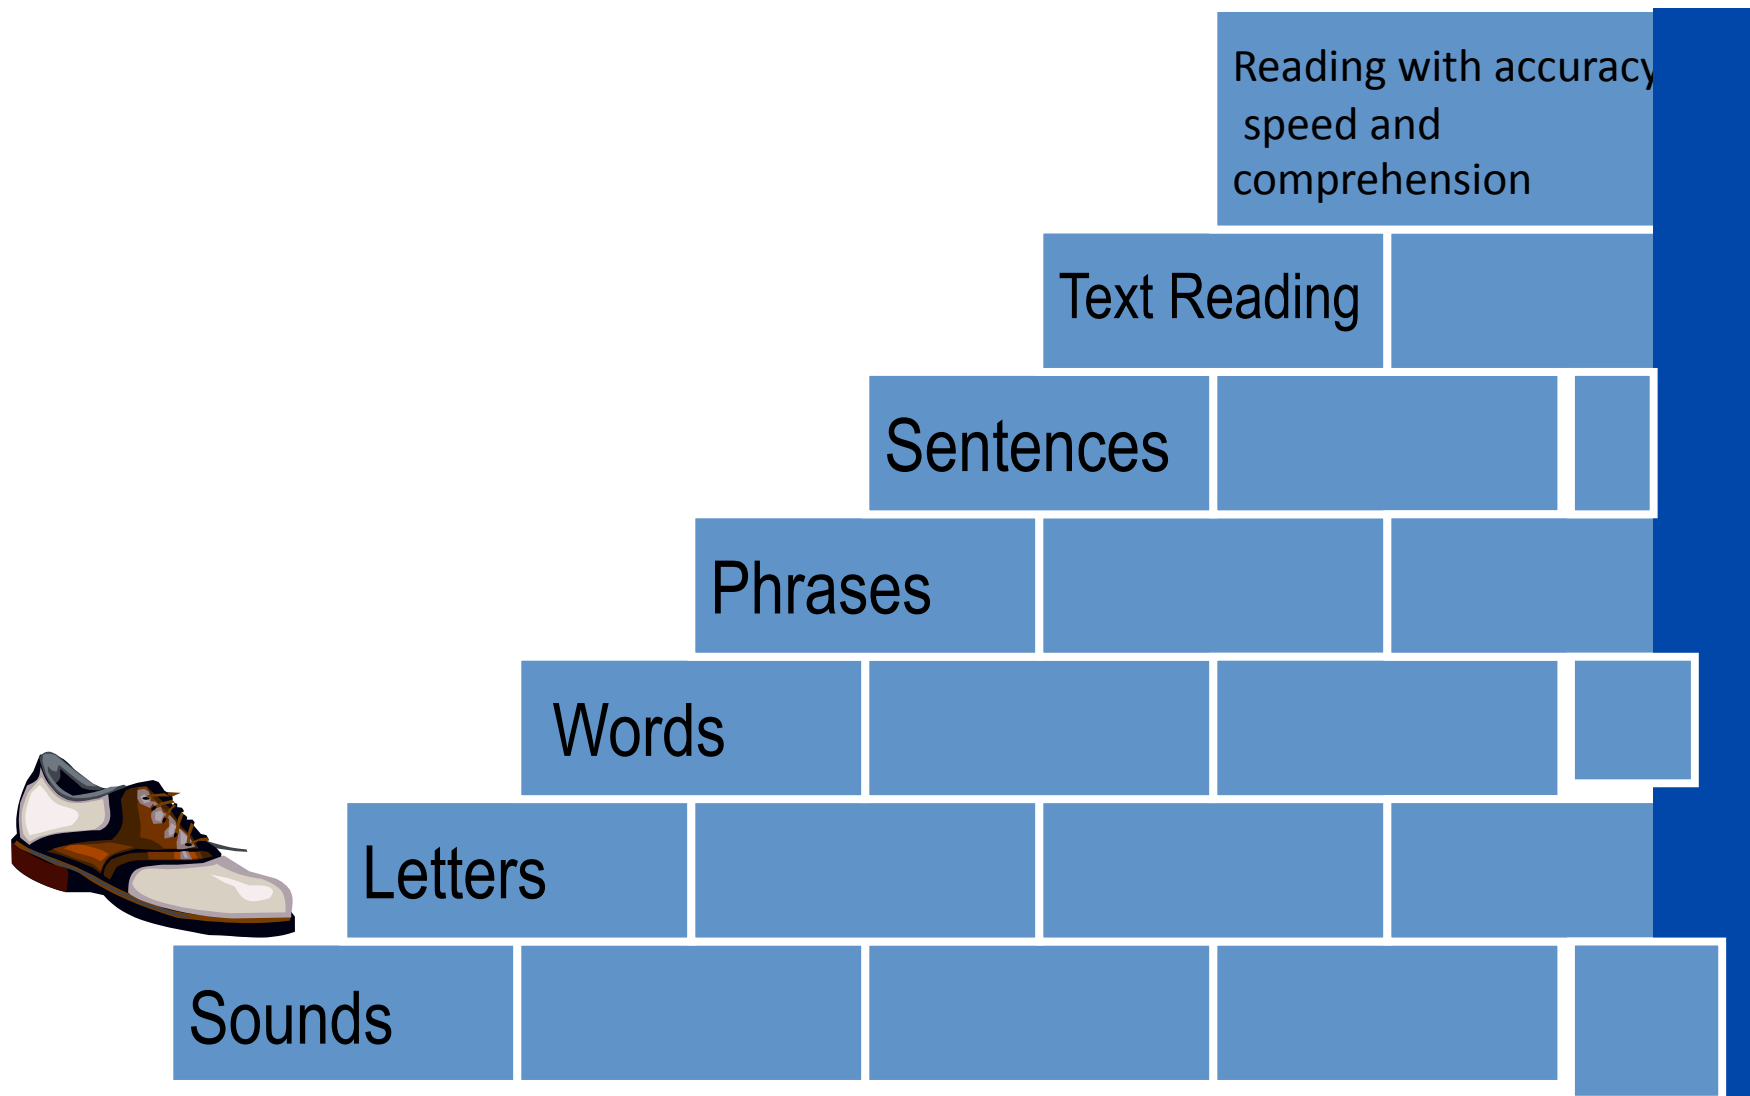 Reading with accuracy
speed and
comprehension
Text Reading
Sentences
Phrases
Words
Letters
Sounds